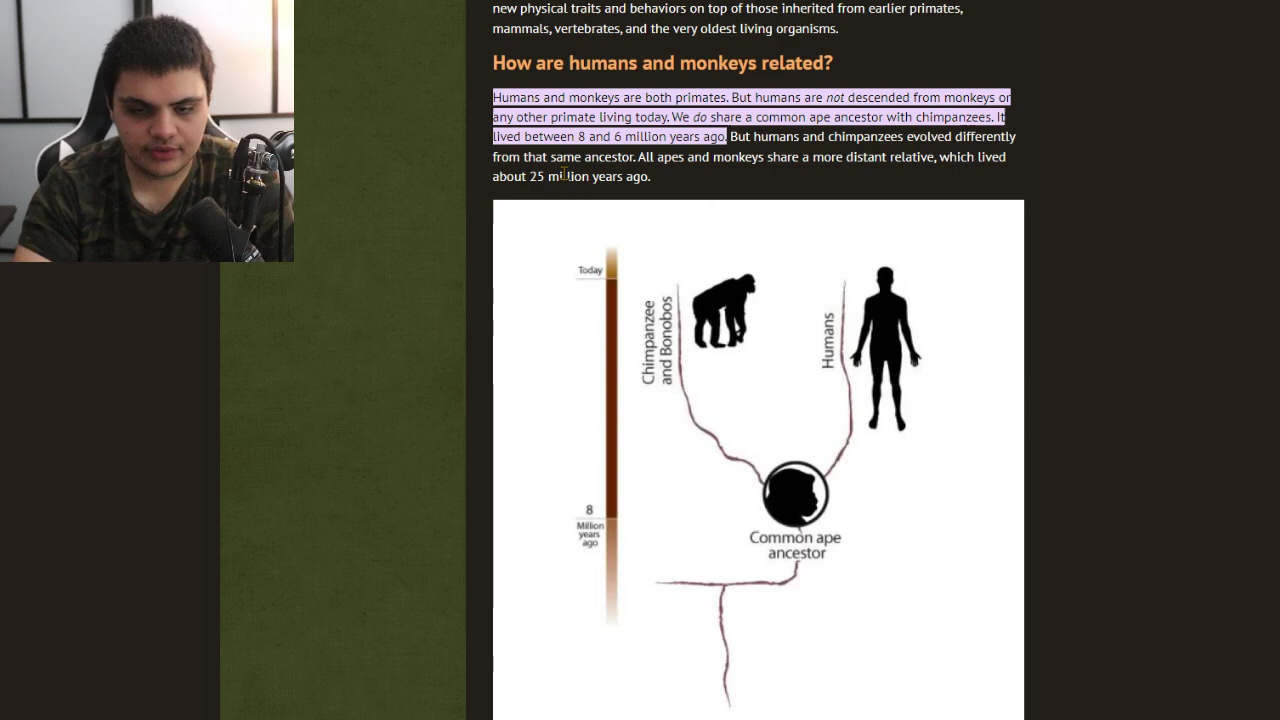 new physical traits and behaviors on top of those inherited from earlier primates,
mammals, vertebrates, and the very oldest living organisms.
How are humans and monkeys related?
Humans and monkeys are both primates. But humans are not descended from monkeys or
any other primate living today. We do share a common ape ancestor with chimpanzees. It
lived between 8 and 6 million years ago. But humans and chimpanzees evolved differently
from that same ancestor. All apes and monkeys share a more distant relative, which lived
about 25 million years ago.
Today
Chimpanzee
and Bonobos
Humans
8
Million
years
ago
Common ape
ancestor